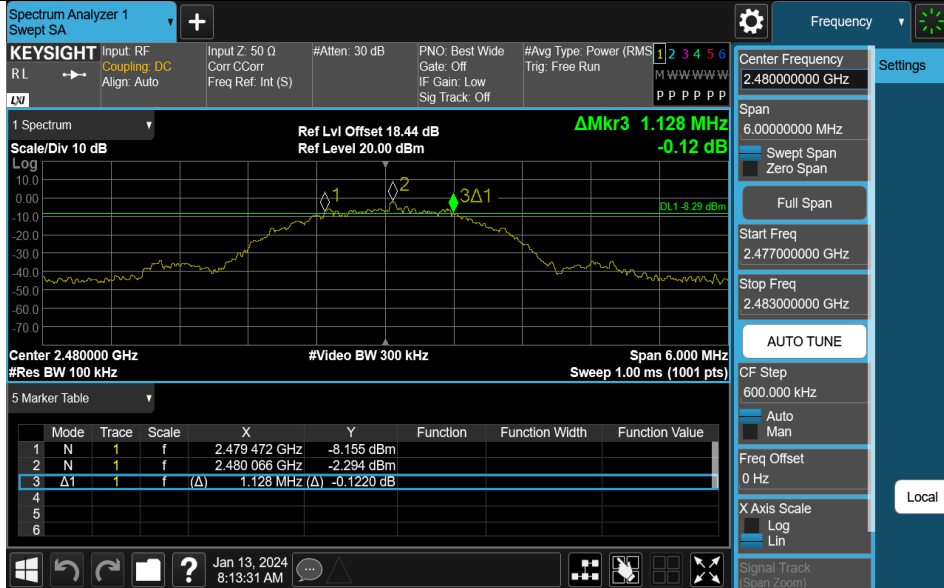 Spectrum Analyzer 1
Swept SA
+
Frequency
KEYSIGHT
R L
LXI
Input: RF
Coupling: DC
Align: Auto
Input Z: 50 Ω
Corr CCorr
Freq Ref: Int (S)
#Atten: 30 dB
PNO: Best Wide
Gate: Off
IF Gain: Low
Sig Track: Off
#Avg Type: Power (RMS
Trig: Free Run
1 2 3 4 5 6
M W W W W W
P P P P P P
1 Spectrum
Scale/Div 10 dB
Ref Lvl Offset 18.44 dB
Ref Level 20.00 dBm
ΔMkr3 1.128 MHz
-0.12 dB
Log
10.0
0.00
-10.0
-20.0
-30.0
-40.0
-50.0
-60.0
-70.0
1
2
3Δ1
DL1 -8.29 dBm
Center 2.480000 GHz
#Video BW 300 kHz
Span 6.000 MHz
#Res BW 100 kHz
Sweep 1.00 ms (1001 pts)
5 Marker Table
Mode Trace Scale X Y Function Function Width Function Value
1 N 1 f 2.479 472 GHz -8.155 dBm
2 N 1 f 2.480 066 GHz -2.294 dBm
3 Δ1 1 f (Δ) 1.128 MHz (Δ) -0.1220 dB
4
5
6
?
Jan 13, 2024
8:13:31 AM
Center Frequency
2.480000000 GHz
Span
6.00000000 MHz
Swept Span
Zero Span
Full Span
Start Freq
2.477000000 GHz
Stop Freq
2.483000000 GHz
AUTO TUNE
CF Step
600.000 kHz
Auto
Man
Freq Offset
0 Hz
X Axis Scale
Log
Lin
Signal Track
(Span Zoom)
Settings
Local